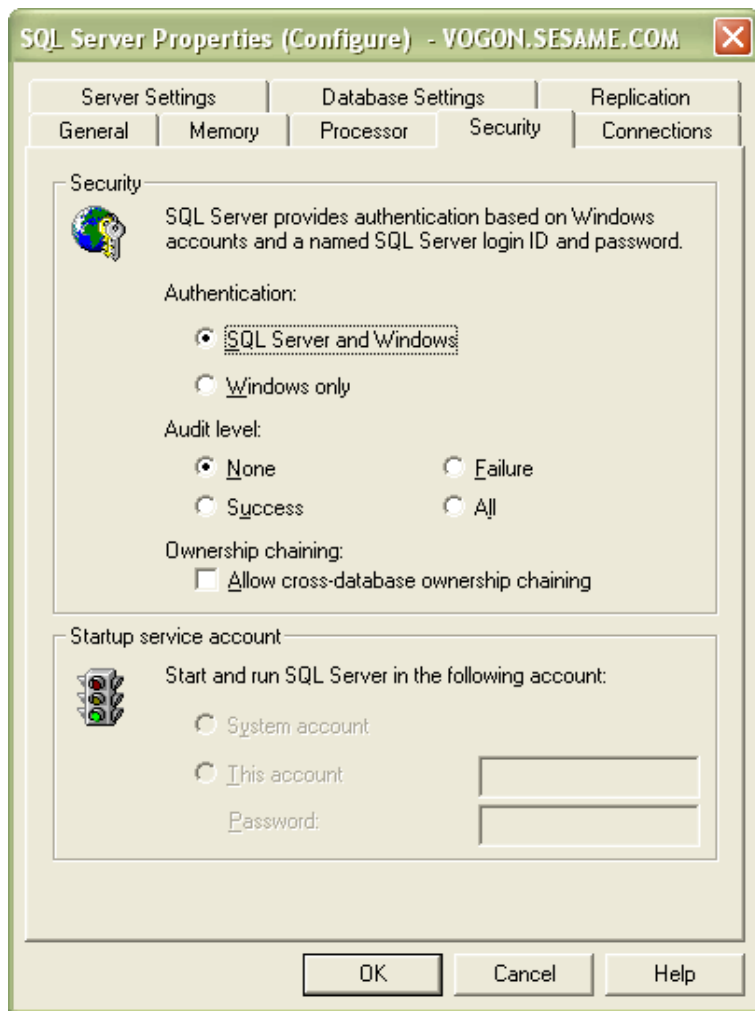 SQL Server Properties (Configure) - VOGON.SESAME.COM
Server Settings Database Settings Replication
General Memory Processor Security Connections
Security
SQL Server provides authentication based on Windows
accounts and a named SQL Server login ID and password.
Authentication:
SQL Server and Windows
Windows only
Audit level:
None Failure
Success All
Ownership chaining:
Allow cross-database ownership chaining
Startup service account
Start and run SQL Server in the following account:
System account
This account
Password:
OK Cancel Help